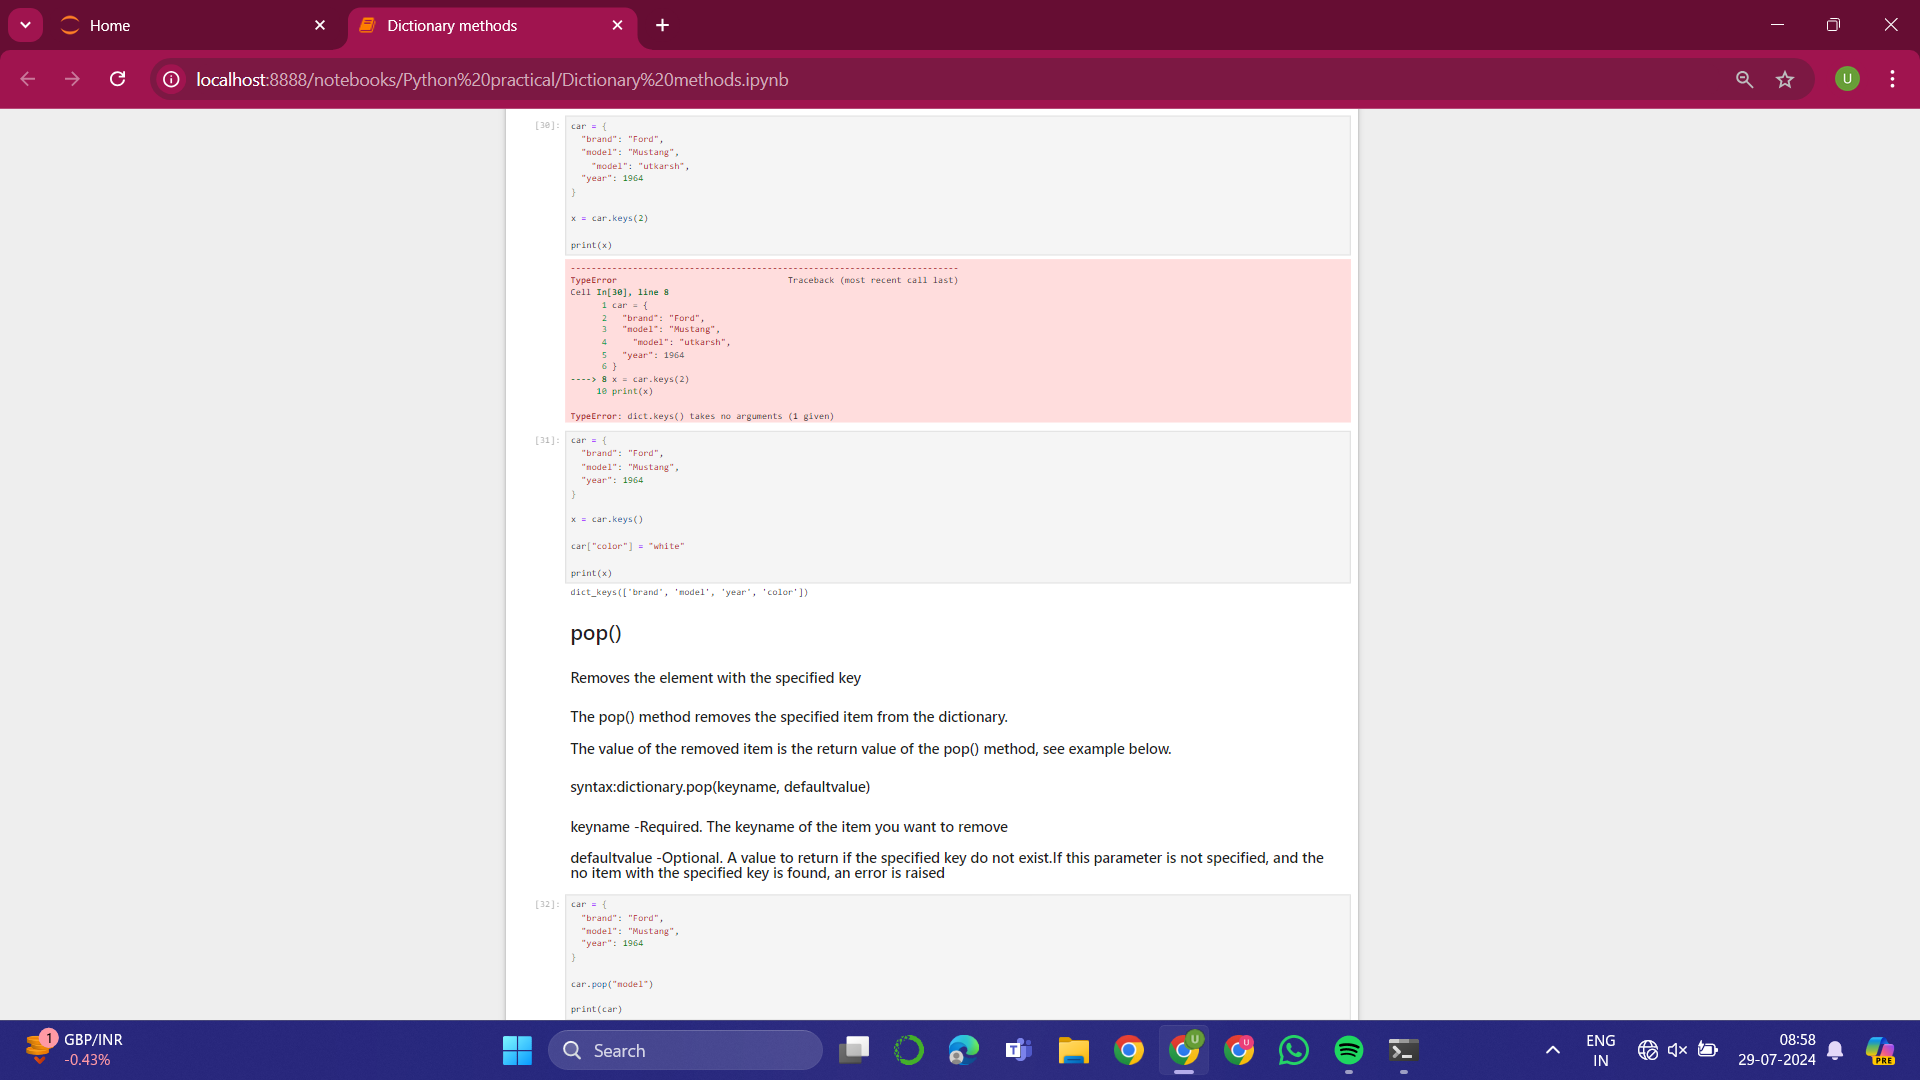 Home
Dictionary methods
localhost:8888/notebooks/Python%20practical/Dictionary%20methods.ipynb
U
[30]:
car = {
"brand": "Ford",
"model": "Mustang",
"model": "utkarsh",
"year": 1964
}
x = car.keys(2)
print(x)
---------------------------------------------------------------------------
TypeError Traceback (most recent call last)
Cell In[30], line 8
1 car = {
2 "brand": "Ford",
3 "model": "Mustang",
4 "model": "utkarsh",
5 "year": 1964
6 }
----> 8 x = car.keys(2)
10 print(x)
TypeError: dict.keys() takes no arguments (1 given)
[31]:
car = {
"brand": "Ford",
"model": "Mustang",
"year": 1964
}
x = car.keys()
car["color"] = "white"
print(x)
dict_keys(['brand', 'model', 'year', 'color'])
pop()
Removes the element with the specified key
The pop() method removes the specified item from the dictionary.
The value of the removed item is the return value of the pop() method, see example below.
syntax:dictionary.pop(keyname, defaultvalue)
keyname -Required. The keyname of the item you want to remove
defaultvalue -Optional. A value to return if the specified key do not exist.If this parameter is not specified, and the
no item with the specified key is found, an error is raised
[32]:
car = {
"brand": "Ford",
"model": "Mustang",
"year": 1964
}
car.pop("model")
print(car)
1
GBP/INR
-0.43%
Search
U
U
ENG
IN
08:58
29-07-2024
PRE